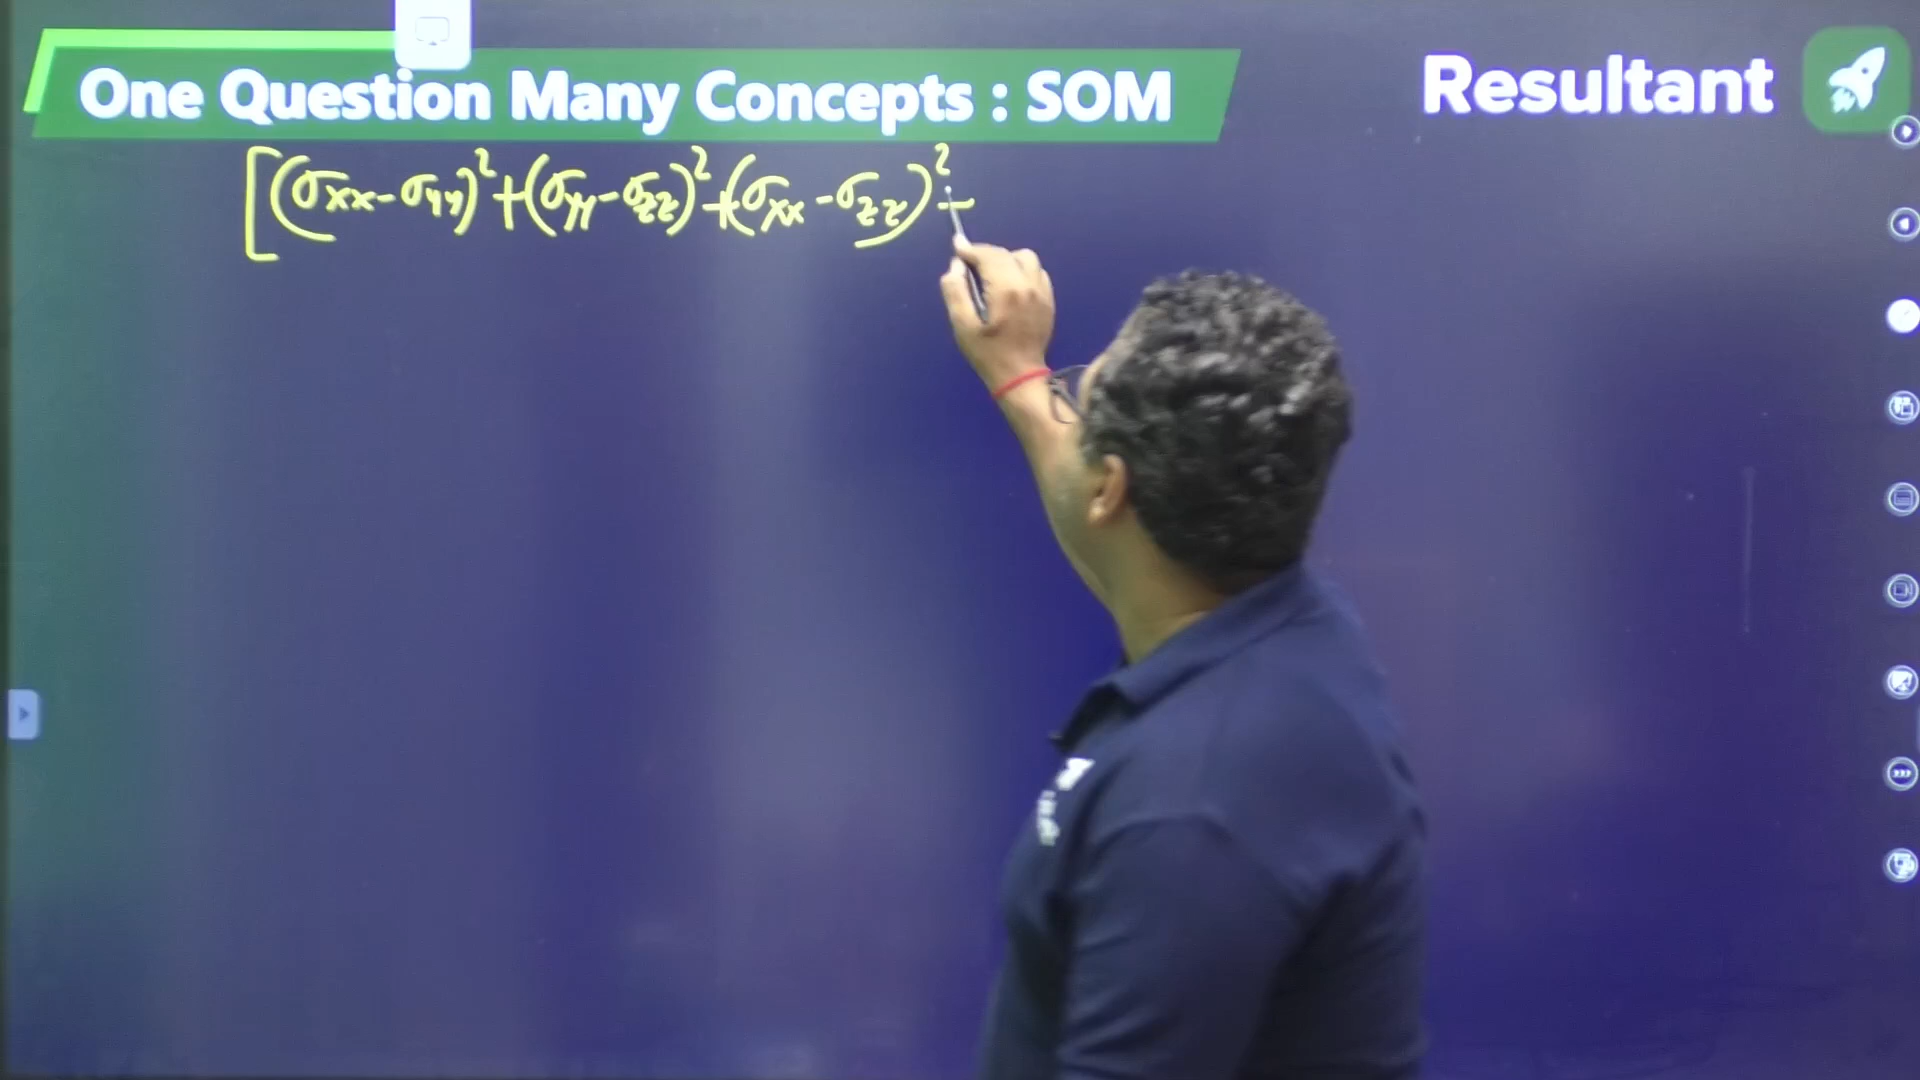 One Question Many Concepts : SOM
Resultant
[(σxx - σyy)² + (σyy - σzz)² + (σxx - σzz)² +